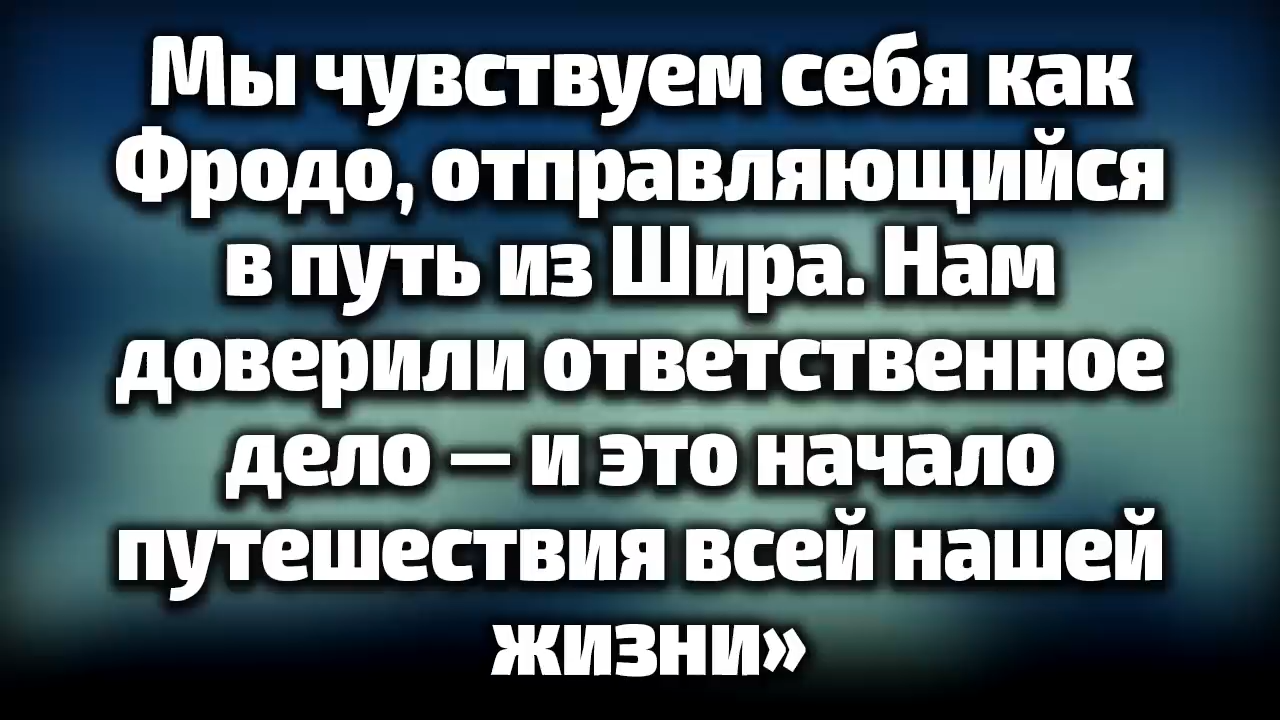 Мы чувствуем себя как
Фродо, отправляющийся
в путь из Шира. Нам
доверили ответственное
дело — и это начало
путешествия всей нашей
жизни»